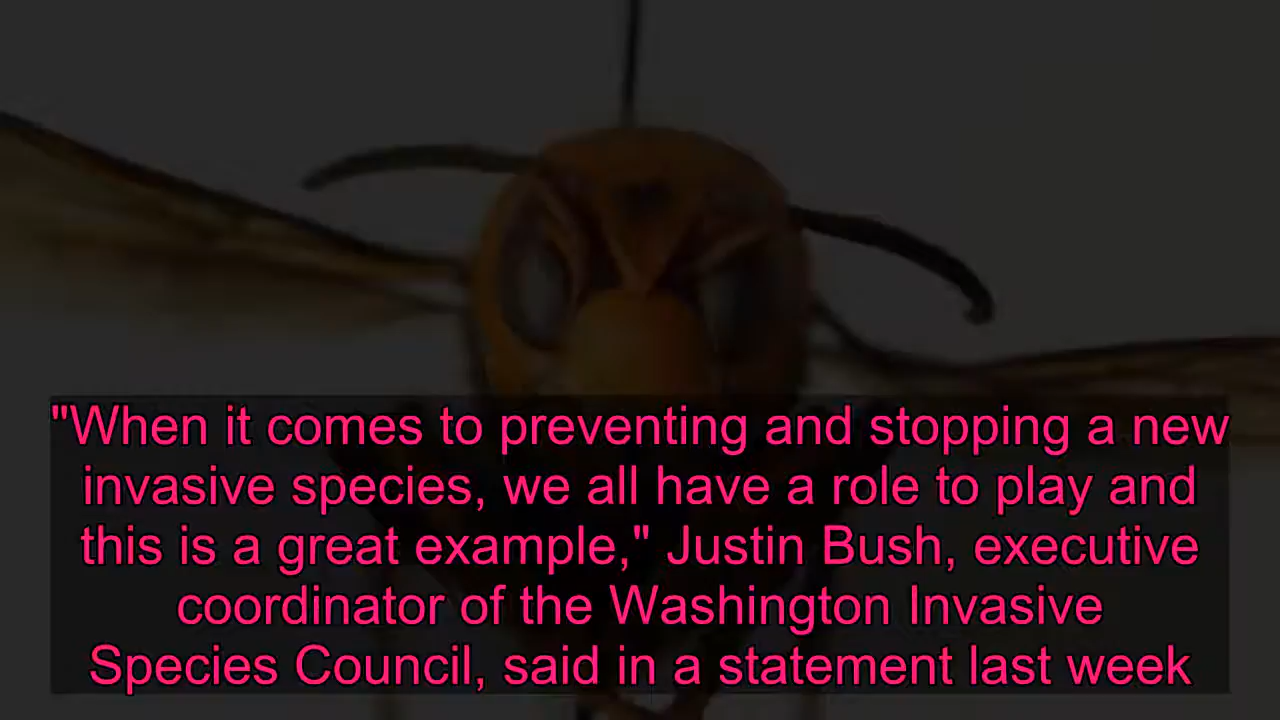 "When it comes to preventing and stopping a new
invasive species, we all have a role to play and
this is a great example," Justin Bush, executive
coordinator of the Washington Invasive
Species Council, said in a statement last week